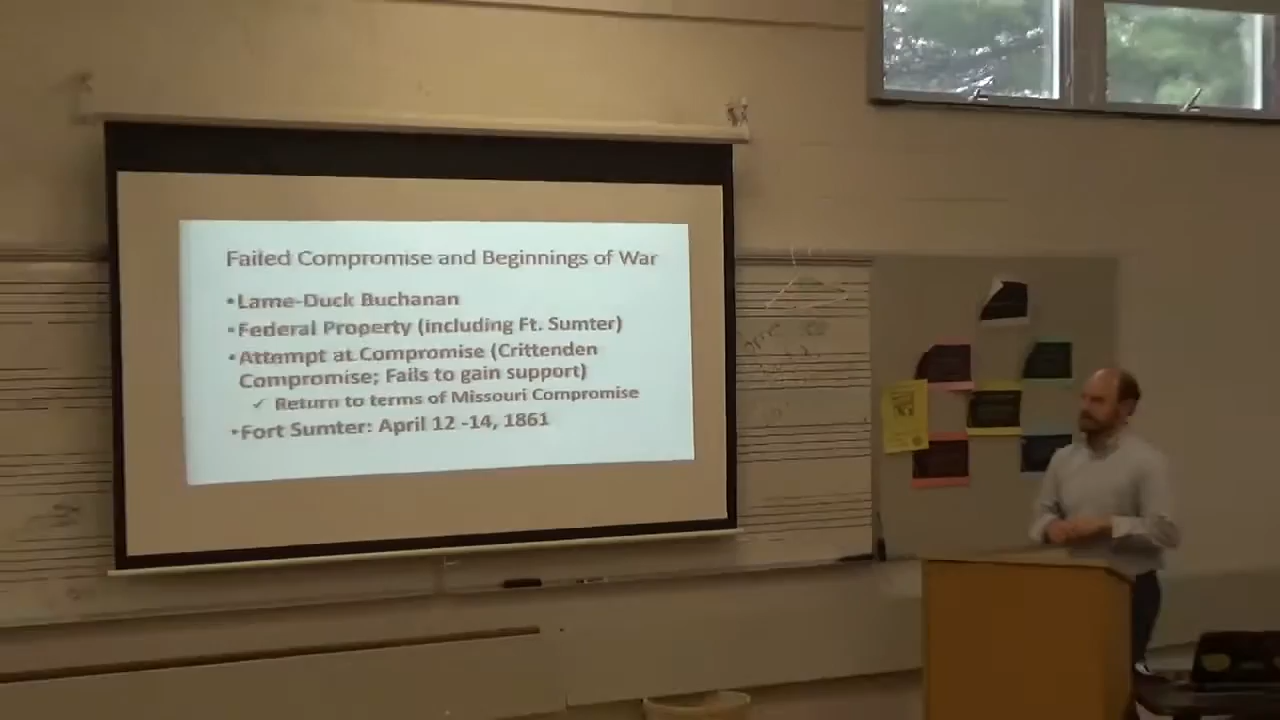 Failed Compromise and Beginnings of War
•Lame-Duck Buchanan
•Federal Property (including Ft. Sumter)
•Attempt at Compromise (Crittenden
Compromise; Fails to gain support)
✓ Return to terms of Missouri Compromise
•Fort Sumter: April 12 -14, 1861